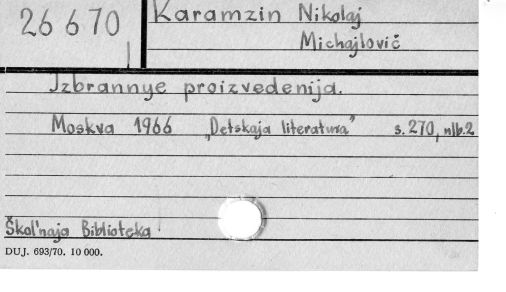 26 670
Karamzin Nikolaj
Michajlovič
Izbrannye proizvedenija.
Moskva 1966 „Detskaja literatura" s. 270, nlb.2
Škol'naja Biblioteka
DUJ. 693/70. 10 000.